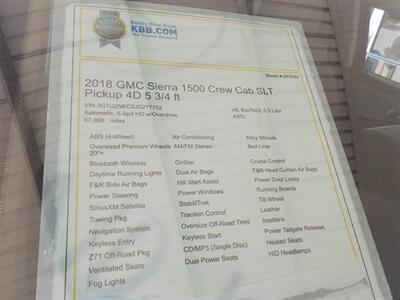 Kelley Blue Book
KBB.COM
The Trusted Resource
Stock # 277752
2018 GMC Sierra 1500 Crew Cab SLT
Pickup 4D 5 3/4 ft
VIN 3GTU2NEC3JG277752
Automatic, 6-Spd HD w/Overdrive
67,865 miles
V8, EcoTec3, 5.3 Liter
4WD
ABS (4-Wheel)
Oversized Premium Wheels 20"+
Bluetooth Wireless
Daytime Running Lights
F&R Side Air Bags
Power Steering
SiriusXM Satellite
Towing Pkg
Navigation System
Keyless Entry
Z71 Off-Road Pkg
Ventilated Seats
Fog Lights
Air Conditioning
AM/FM Stereo
OnStar
Dual Air Bags
Hill Start Assist
Power Windows
StabiliTrak
Traction Control
Oversize Off-Road Tires
Keyless Start
CD/MP3 (Single Disc)
Dual Power Seats
Alloy Wheels
Bed Liner
Cruise Control
F&R Head Curtain Air Bags
Power Door Locks
Running Boards
Tilt Wheel
Leather
Intellilink
Power Tailgate Release
Heated Seats
HID Headlamps